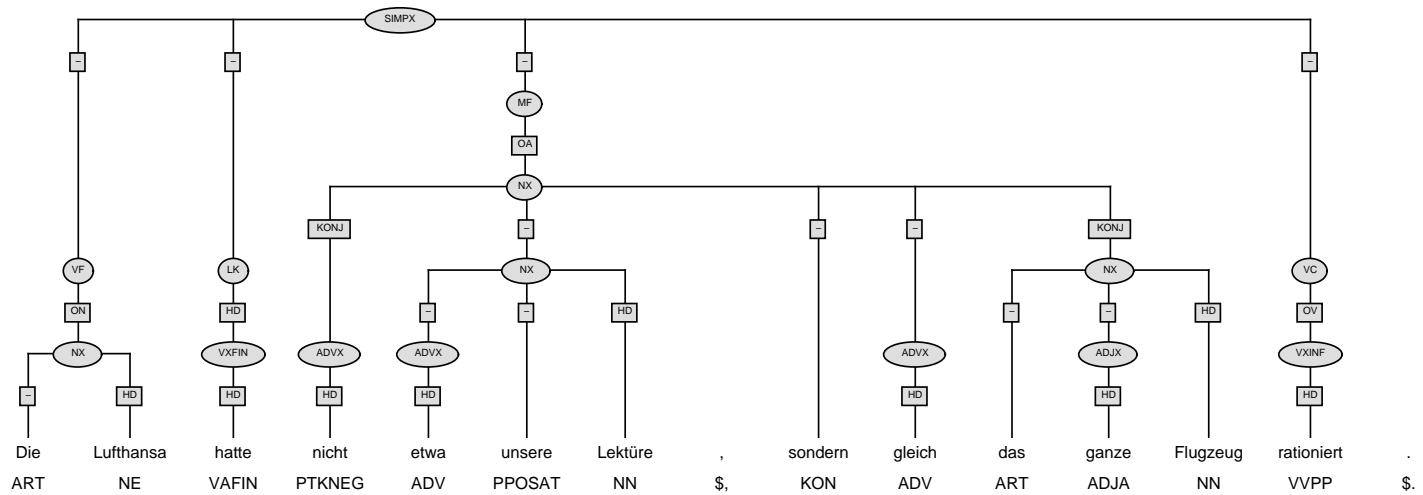 SIMPX
– – – –
MF
OA
NX
KONJ – – – KONJ
VF LK NX NX VC
ON HD – – HD – – HD OV
NX VXFIN ADVX ADVX ADVX ADJX VXINF
– HD HD HD HD HD HD HD
Die Lufthansa hatte nicht etwa unsere Lektüre , sondern gleich das ganze Flugzeug rationiert .
ART NE VAFIN PTKNEG ADV PPOSAT NN $, KON ADV ART ADJA NN VVPP $.